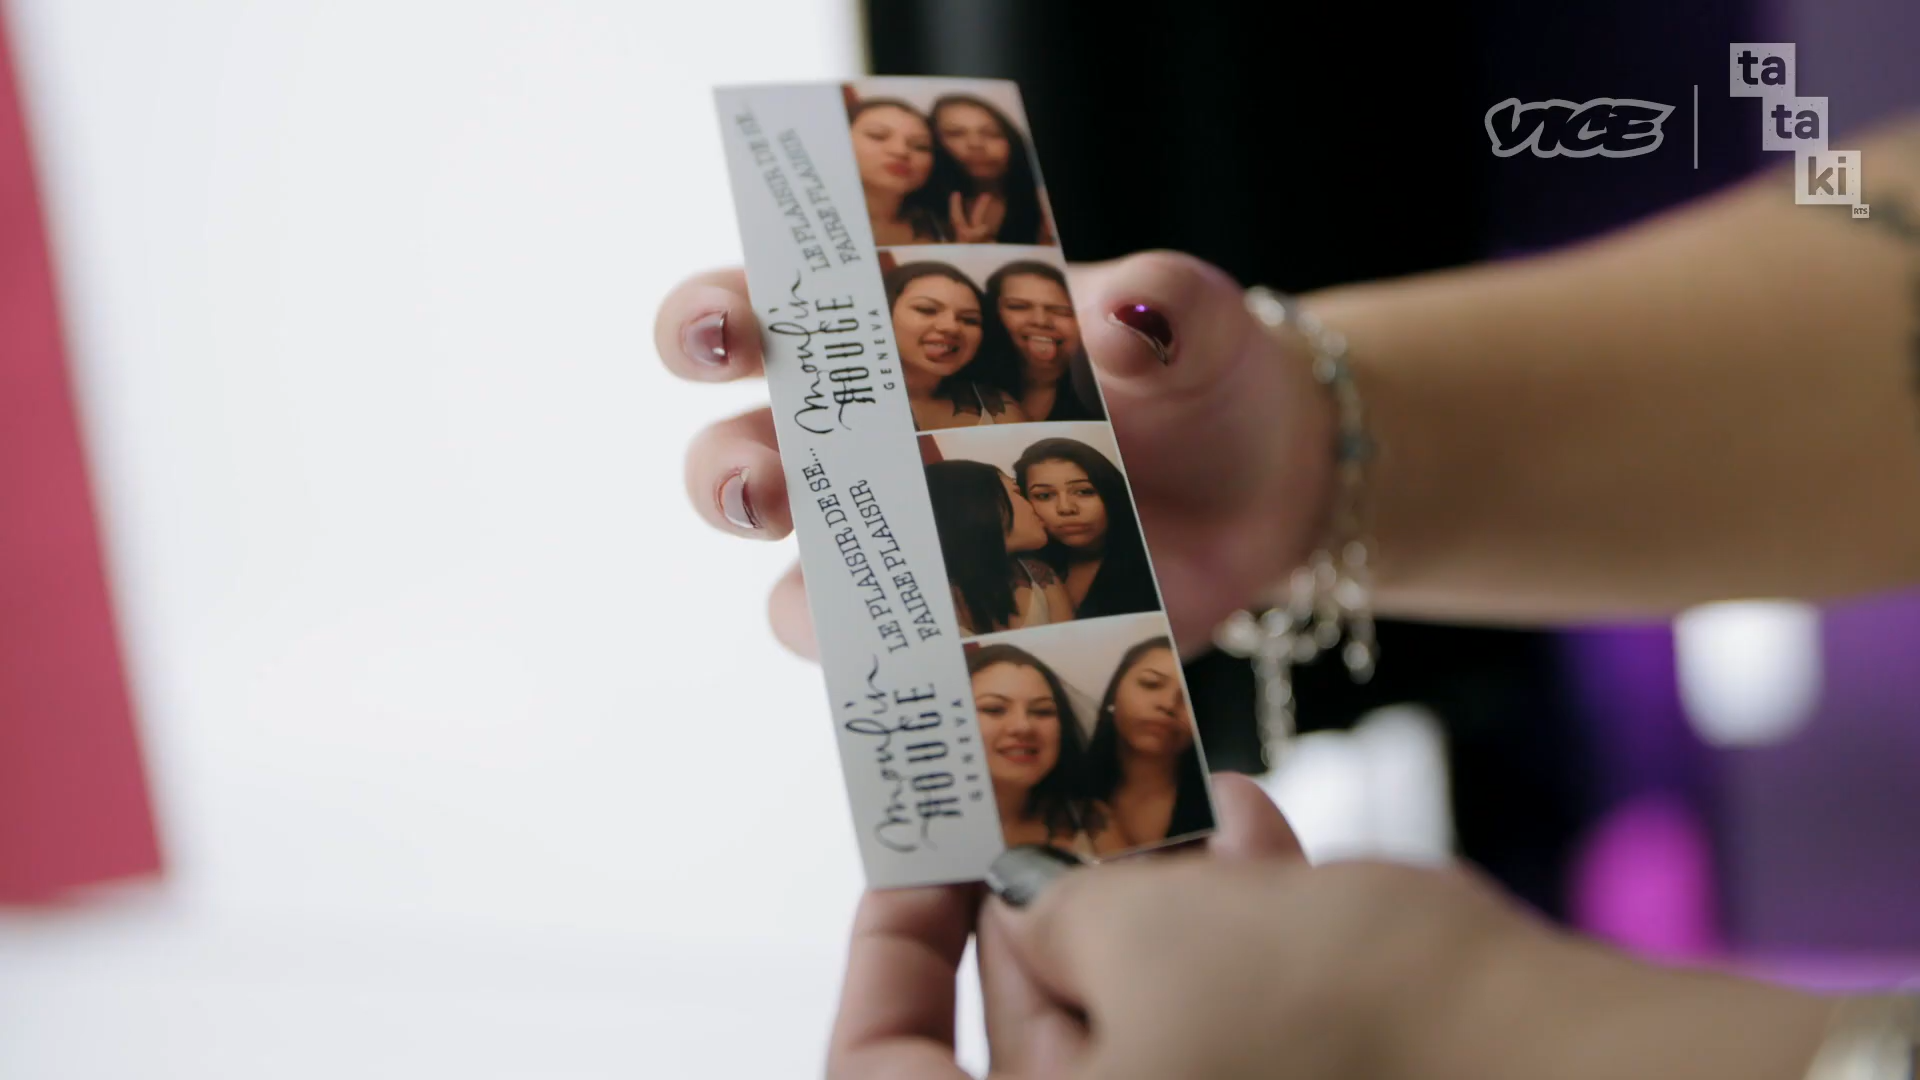 LE PLAISIR DE SE...
FAIRE PLAISIR
moulin
ROUGE
GENEVA
LE PLAISIR DE SE...
FAIRE PLAISIR
moulin
ROUGE
GENEVA
VICE
ta
ta
ki
RTS